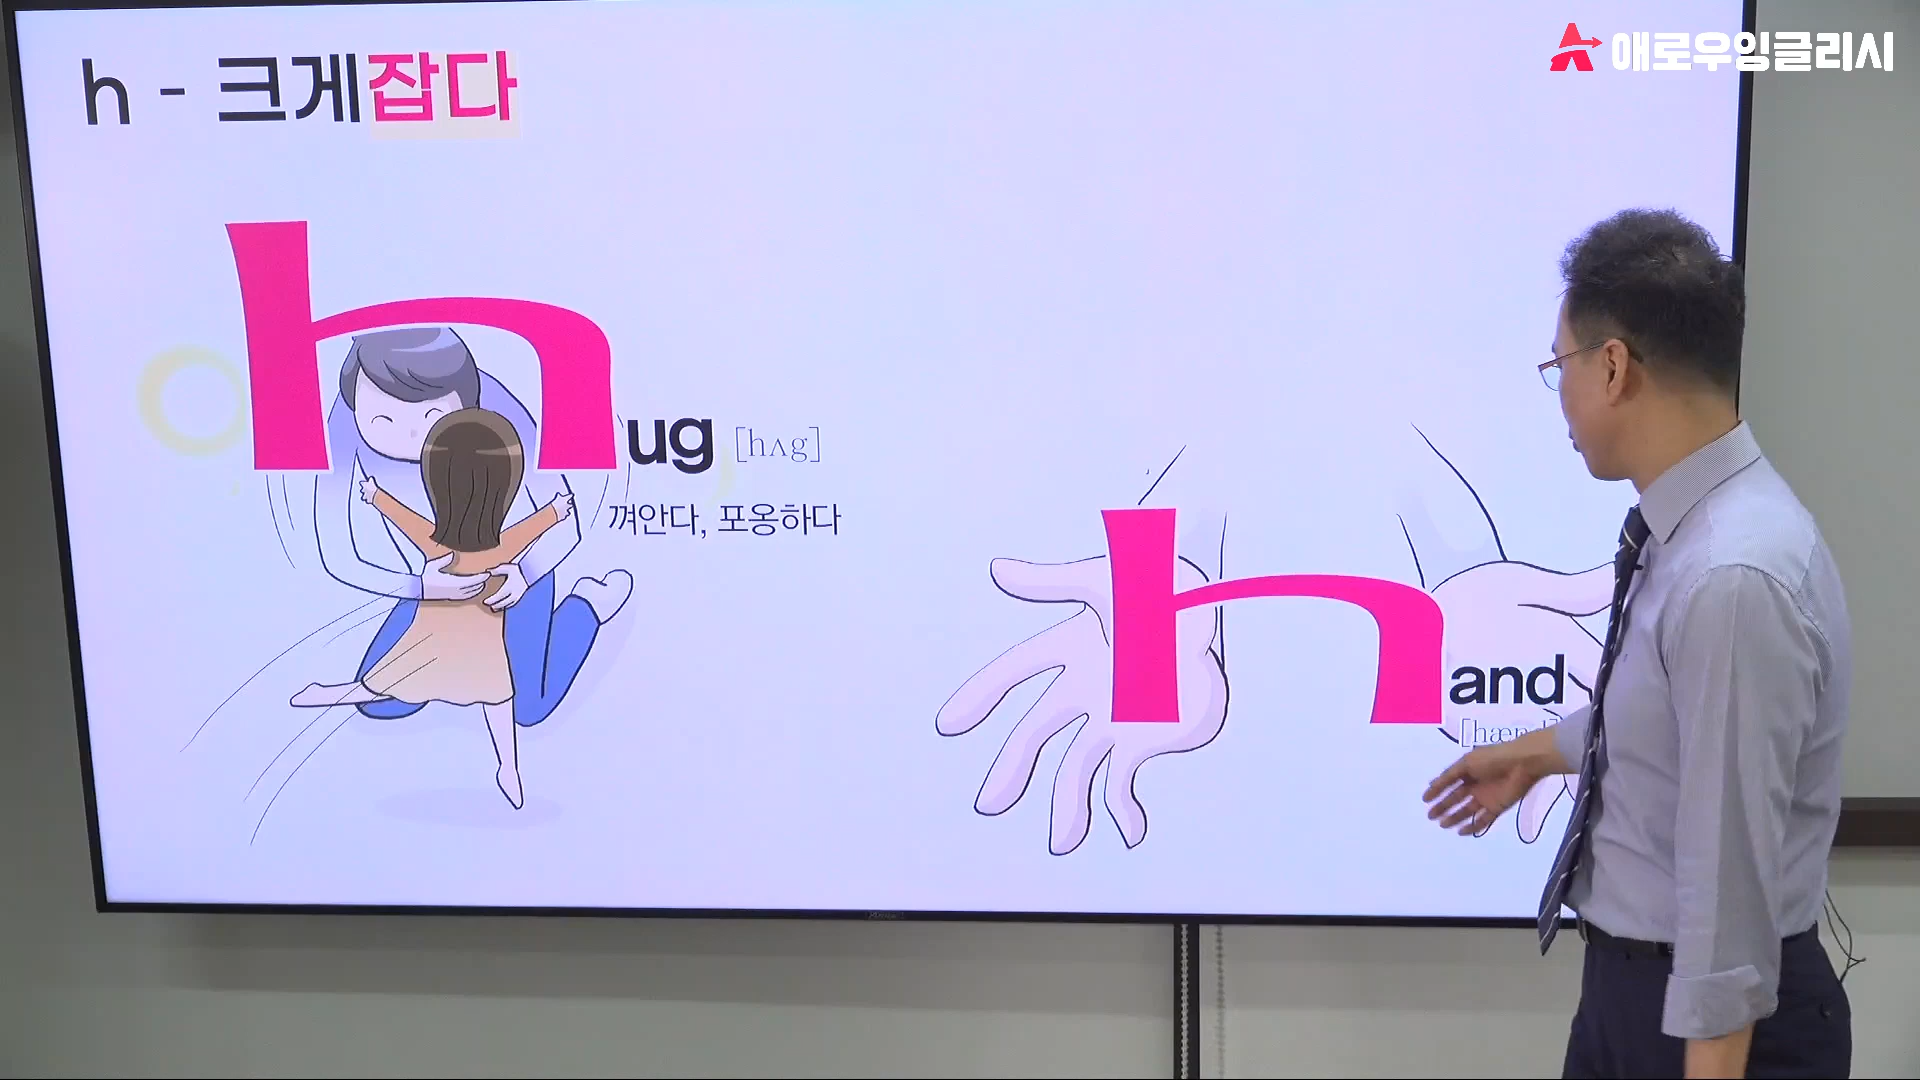 애로우잉글리시
h - 크게잡다
hug [hʌg]
껴안다, 포옹하다
hand